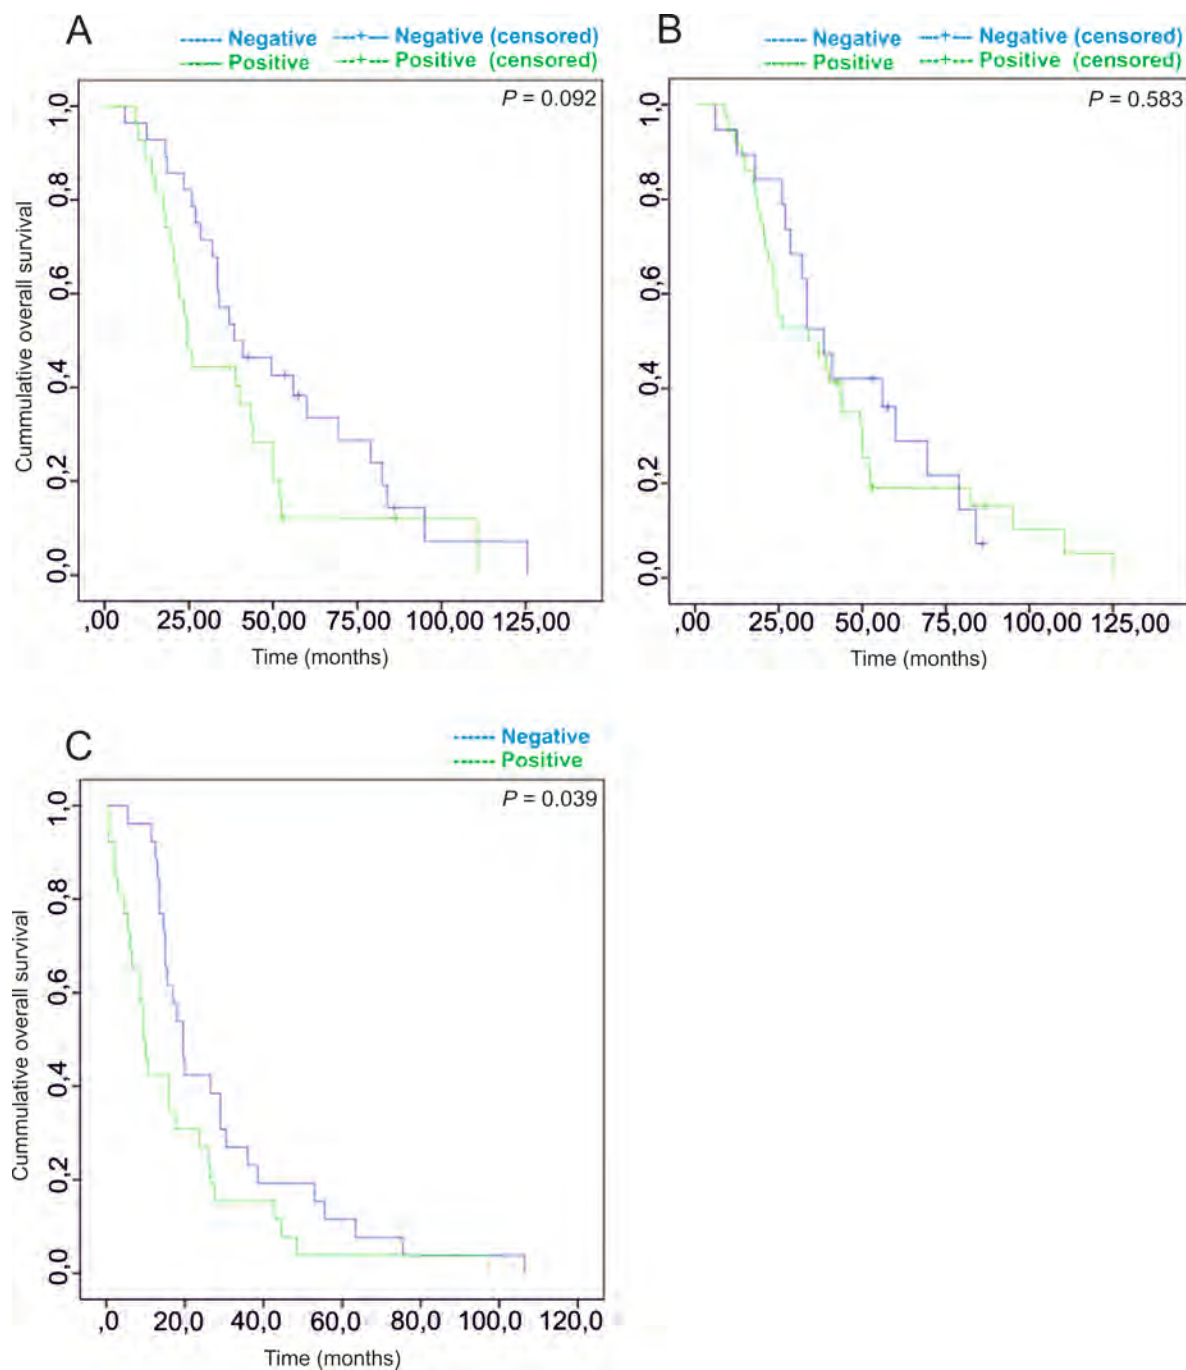 A
Negative Negative (censored)
Positive Positive (censored)
P = 0.092
1,0
0,8
0,6
0,4
0,2
0,0
Cummulative overall survival
,00 25,00 50,00 75,00 100,00 125,00
Time (months)
B
Negative Negative (censored)
Positive Positive (censored)
P = 0.583
1,0
0,8
0,6
0,4
0,2
0,0
,00 25,00 50,00 75,00 100,00 125,00
Time (months)
C
Negative
Positive
P = 0.039
1,0
0,8
0,6
0,4
0,2
0,0
Cummulative overall survival
,00 20,0 40,0 60,0 80,0 100,0 120,0
Time (months)